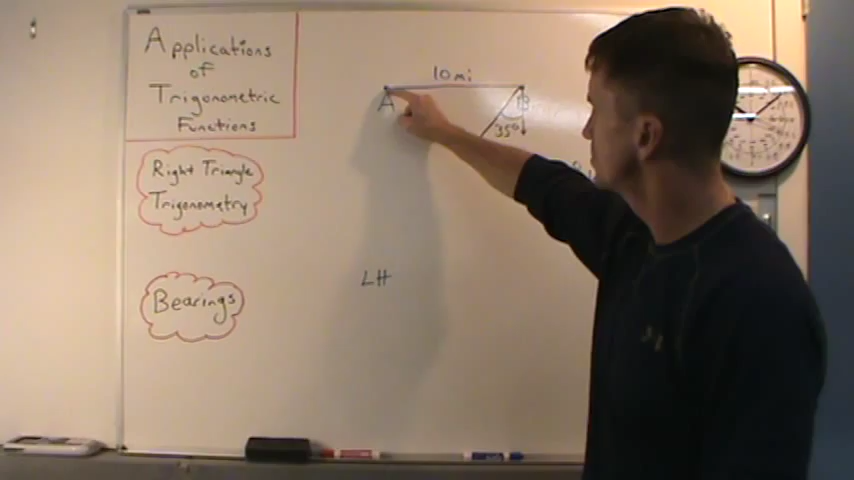 Applications
of
Trigonometric
Functions
Right Triangle
Trigonometry
Bearings
10 mi
A
B
35°
LH